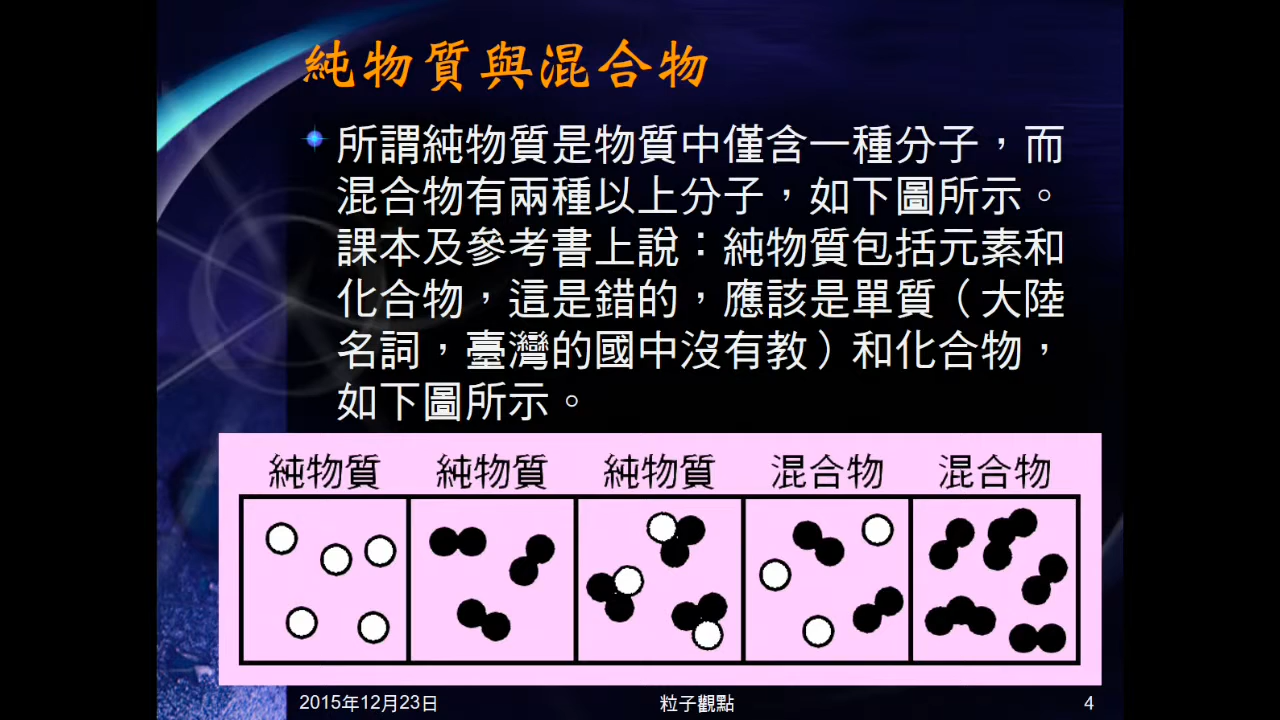 純物質與混合物
所謂純物質是物質中僅含一種分子，而
混合物有兩種以上分子，如下圖所示。
課本及參考書上說：純物質包括元素和
化合物，這是錯的，應該是單質（大陸
名詞，臺灣的國中沒有教）和化合物，
如下圖所示。
純物質 純物質 純物質 混合物 混合物
2015年12月23日 粒子觀點 4